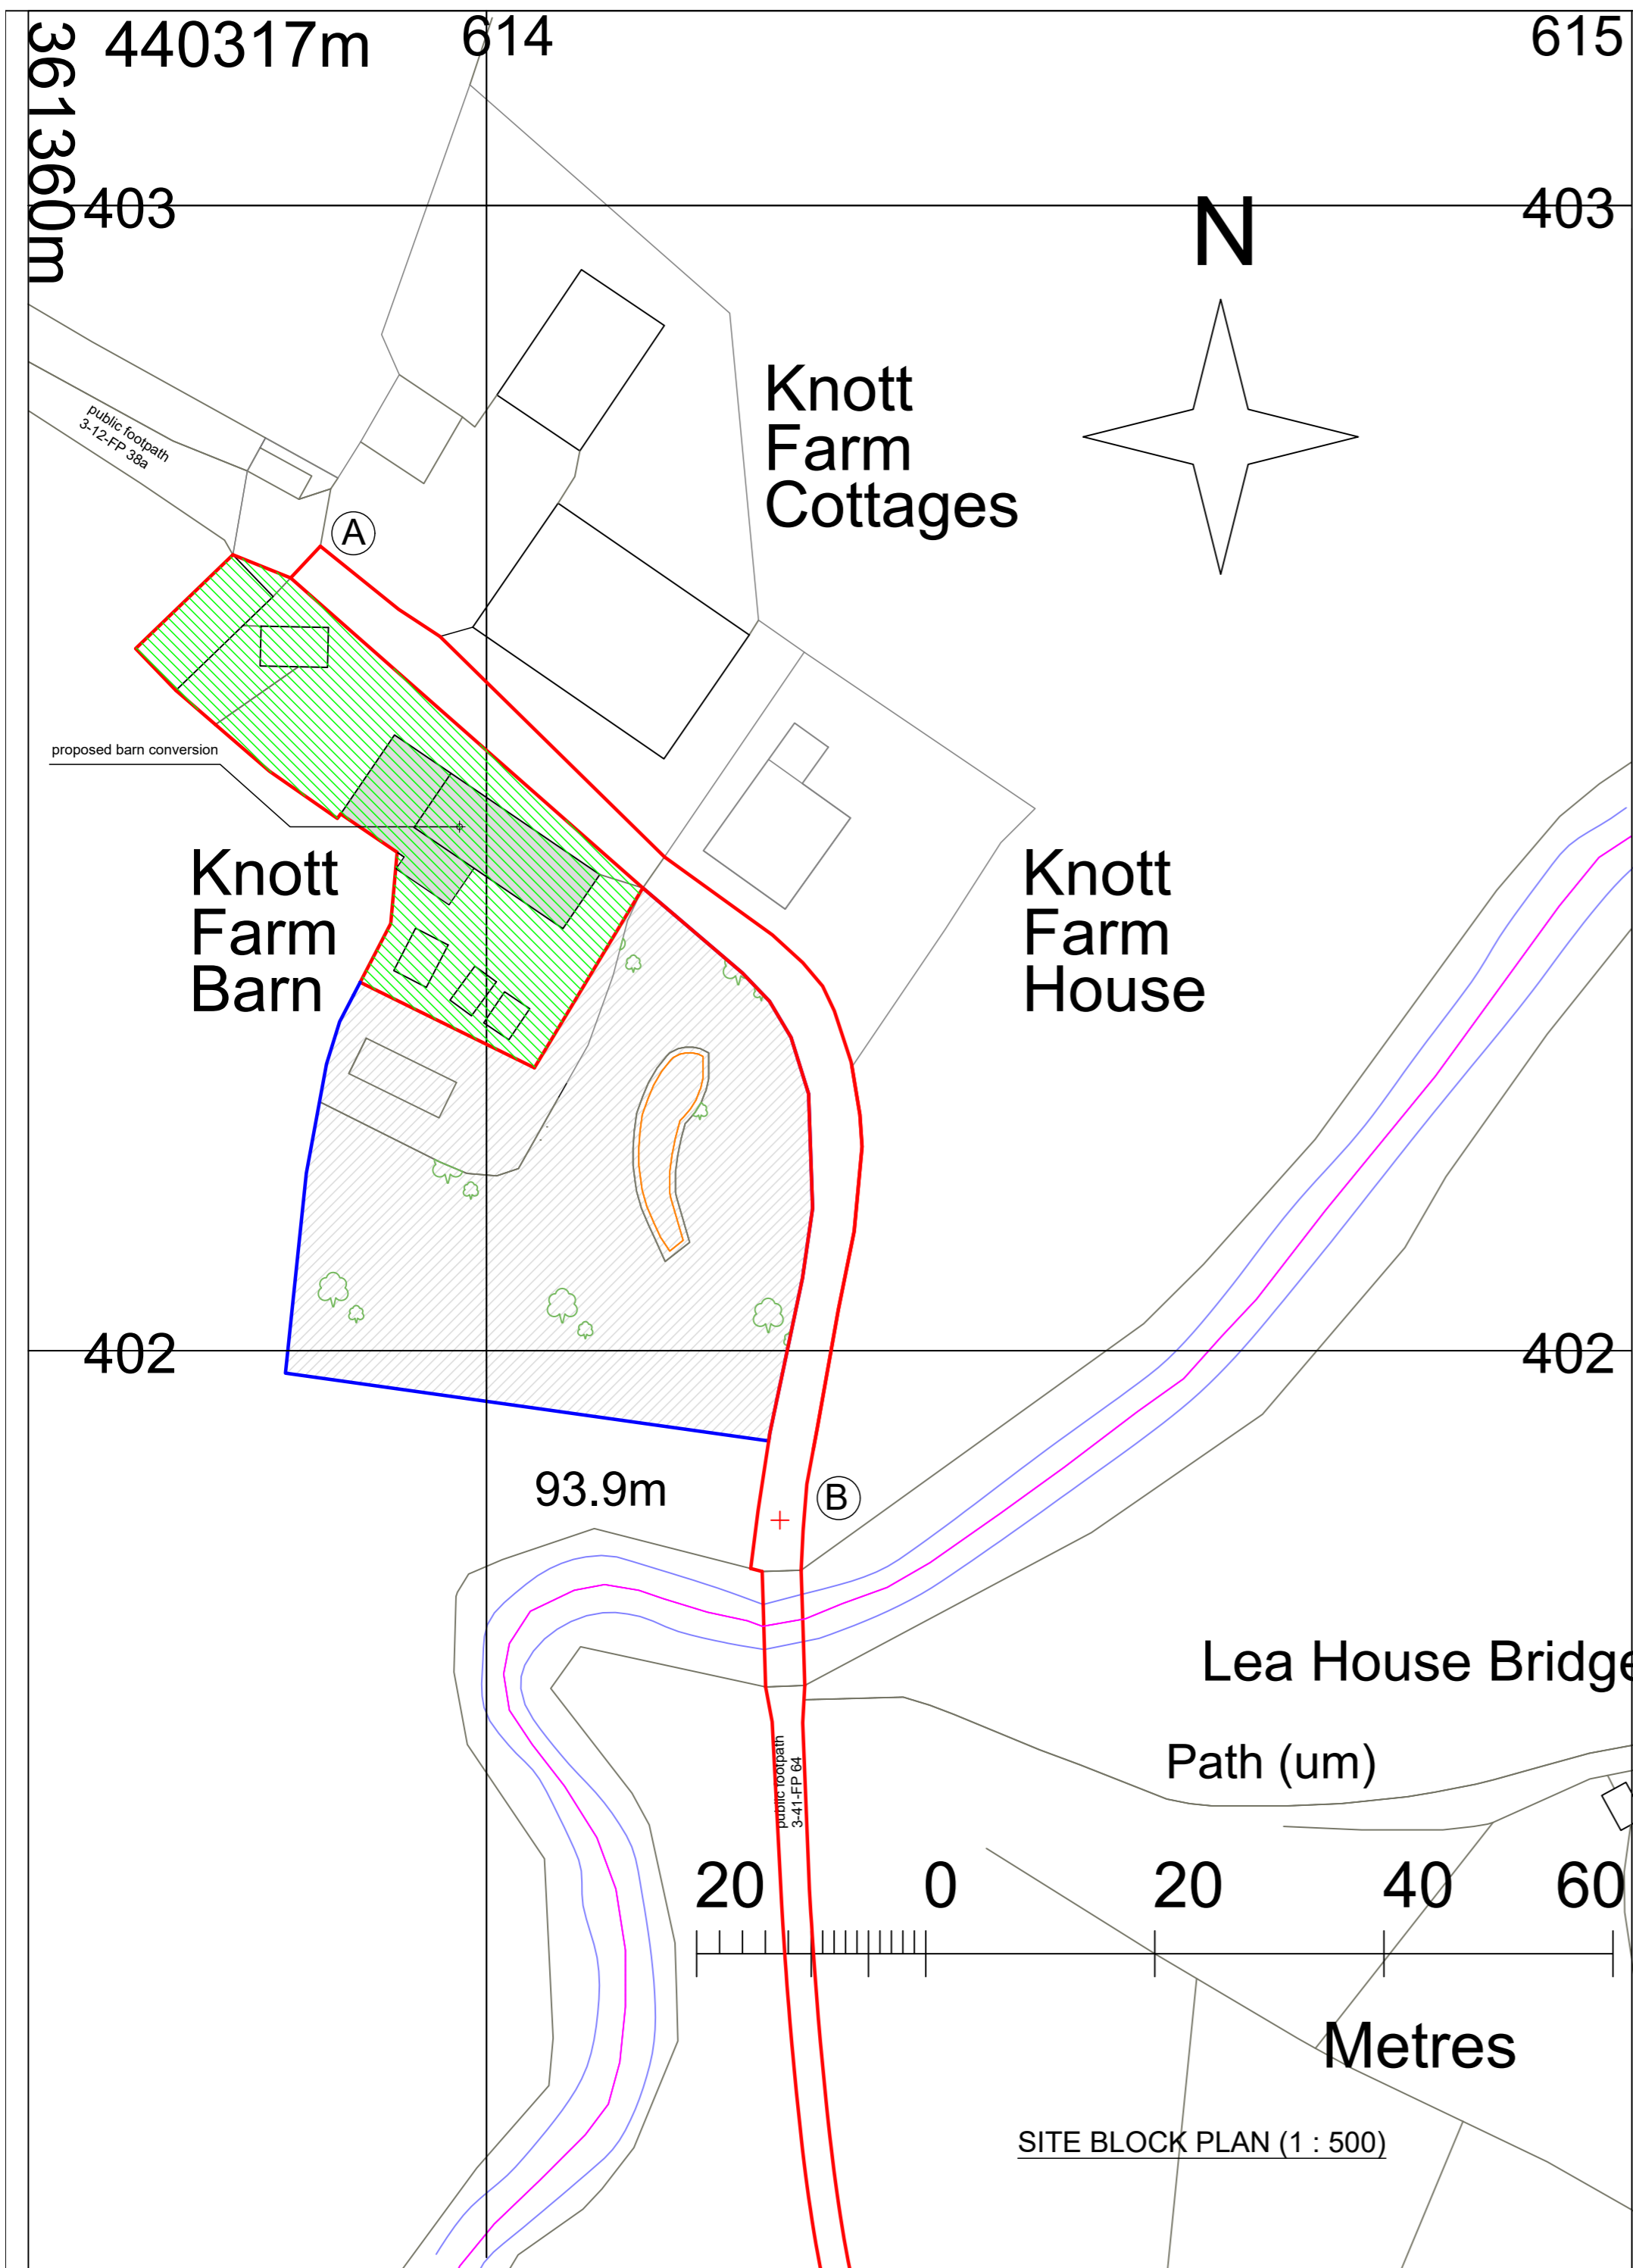 440317m
614
615
361360m
403
403
N
Knott
Farm
Cottages
public footpath
3-12-FP 38a
A
proposed barn conversion
Knott
Farm
Barn
Knott
Farm
House
402
402
93.9m
B
Lea House Bridge
Path (um)
public footpath
3-41-FP 64
20 0 20 40 60
Metres
SITE BLOCK PLAN (1 : 500)